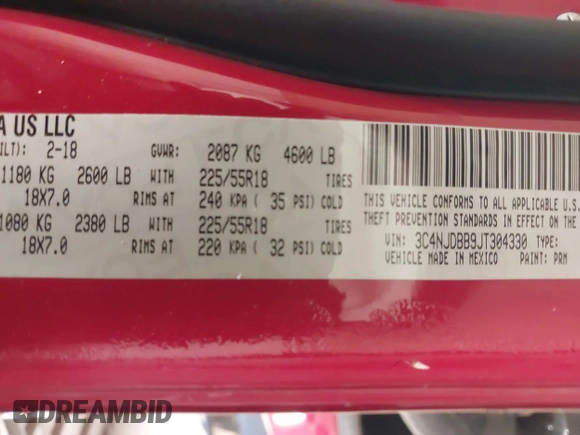 A US LLC
ILT): 2-18 GVWR: 2087 KG 4600 LB
1180 KG 2600 LB WITH 225/55R18 TIRES
18X7.0 RIMS AT 240 KPA ( 35 PSI) COLD
1080 KG 2380 LB WITH 225/55R18 TIRES
18X7.0 RIMS AT 220 KPA ( 32 PSI) COLD
THIS VEHICLE CONFORMS TO ALL APPLICABLE U.S.
THEFT PREVENTION STANDARDS IN EFFECT ON THE
VIN: 3C4NJDBB9JT304330 TYPE:
VEHICLE MADE IN MEXICO PAINT: PRM
DREAMBID